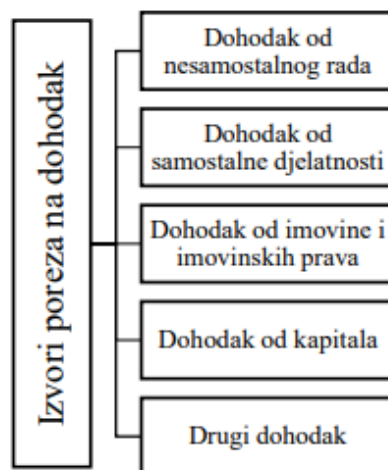 Izvori poreza na dohodak
Dohodak od
nesamostalnog rada
Dohodak od
samostalne djelatnosti
Dohodak od imovine i
imovinskih prava
Dohodak od kapitala
Drugi dohodak